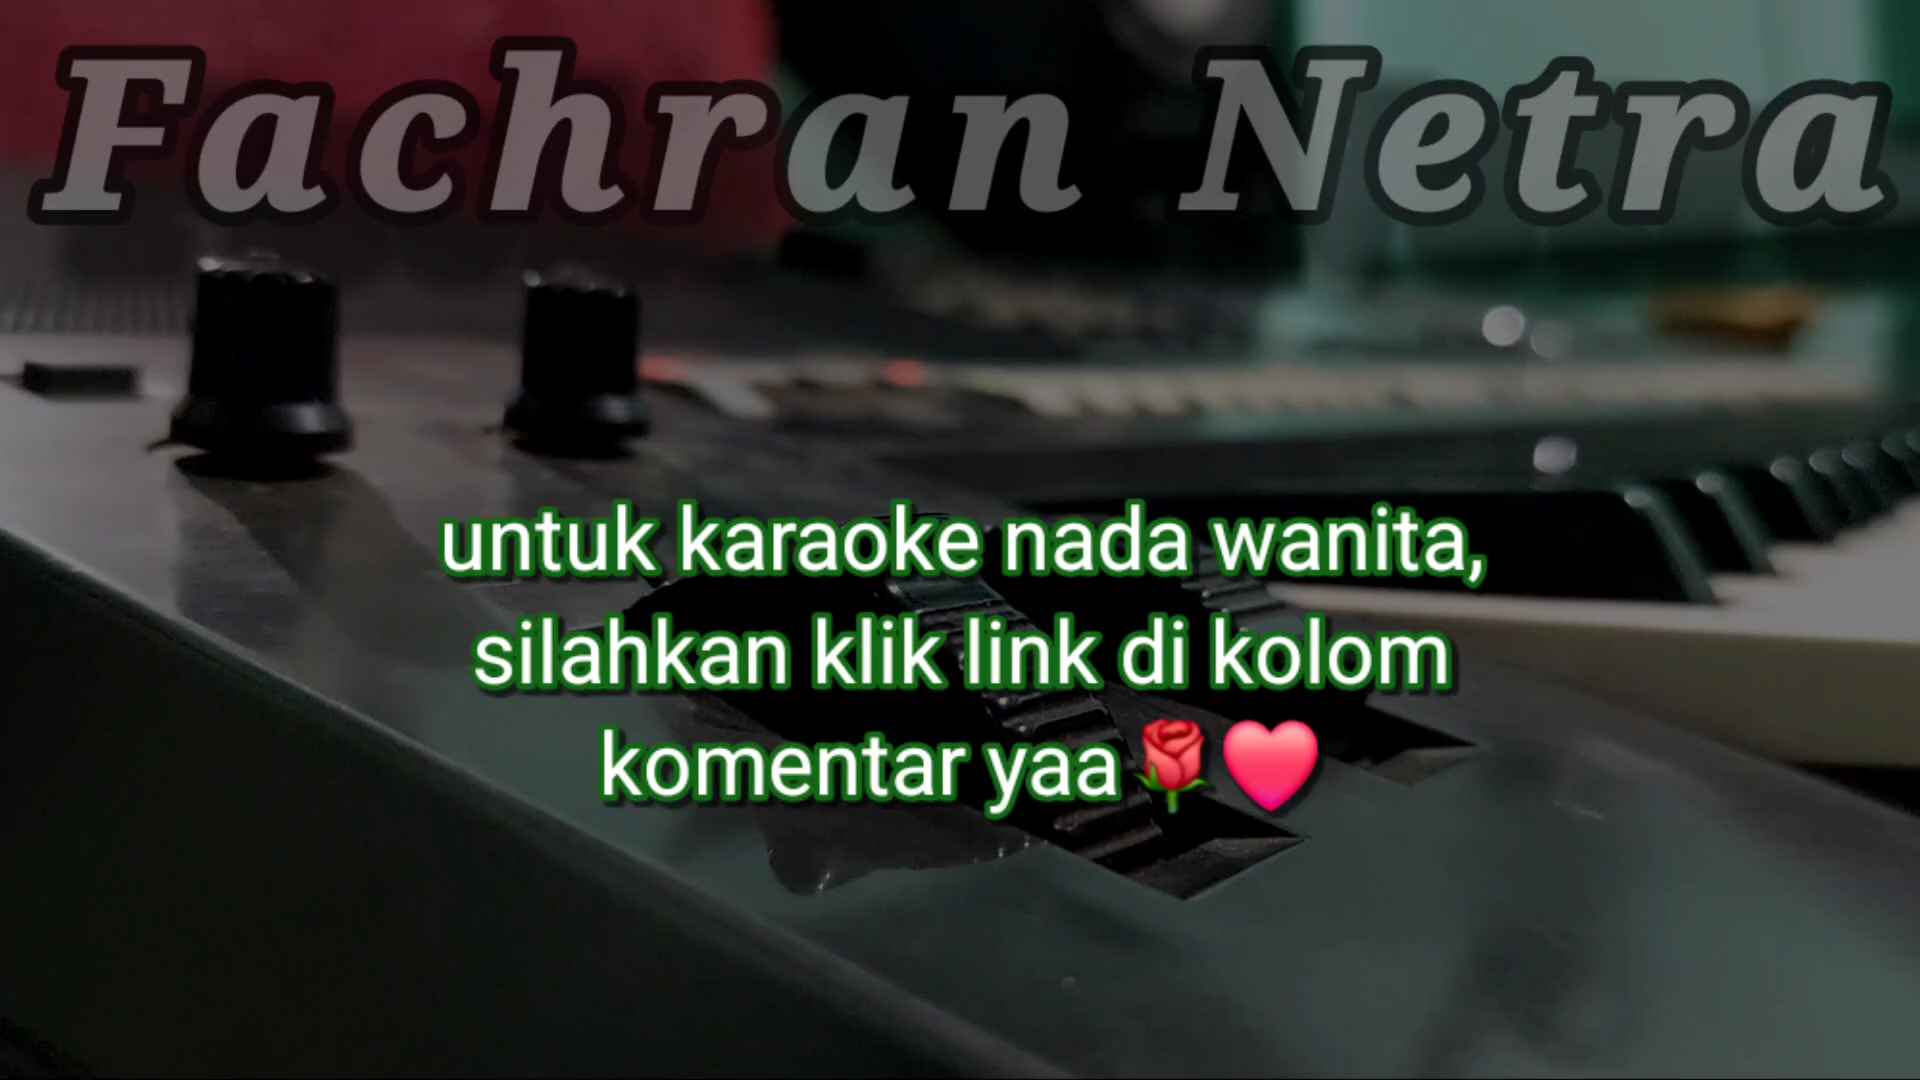 Fachran Netra
untuk karaoke nada wanita,
silahkan klik link di kolom
komentar yaa🌹❤️